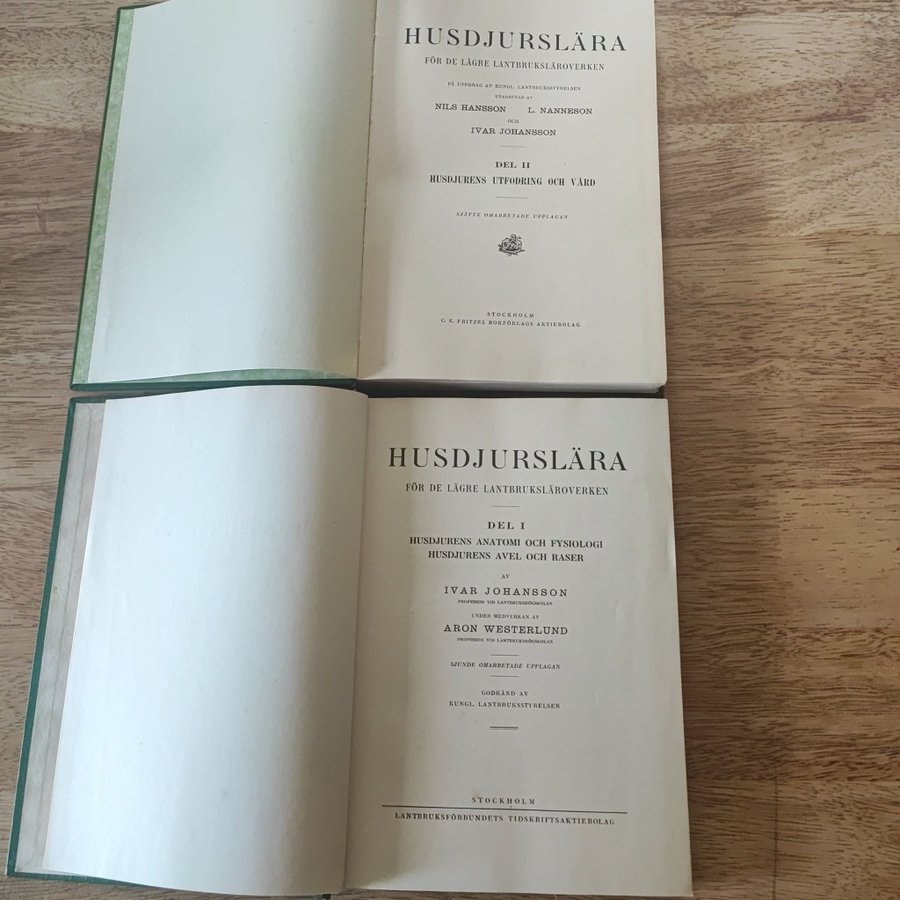 HUSDJURSLÄRA
FÖR DE LÄGRE LANTBRUKSLÄROVERKEN
PÅ UPPDRAG AV KUNGL. LANTBRUKSSTYRELSEN
UTARBETAD AV
NILS HANSSON L. NANNESON
OCH
IVAR JOHANSSON
DEL II
HUSDJURENS UTFODRING OCH VÅRD
SJÄTTE OMARBETADE UPPLAGAN
STOCKHOLM
C. E. FRITZES BOKFÖRLAGS AKTIEBOLAG
HUSDJURSLÄRA
FÖR DE LÄGRE LANTBRUKSLÄROVERKEN
DEL I
HUSDJURENS ANATOMI OCH FYSIOLOGI
HUSDJURENS AVEL OCH RASER
AV
IVAR JOHANSSON
PROFESSOR VID LANTBRUKSHÖGSKOLAN
UNDER MEDVERKAN AV
ARON WESTERLUND
PROFESSOR VID LANTBRUKSHÖGSKOLAN
SJUNDE OMARBETADE UPPLAGAN
GODKÄND AV
KUNGL. LANTBRUKSSTYRELSEN
STOCKHOLM
LANTBRUKSFÖRBUNDETS TIDSKRIFTSAKTIEBOLAG